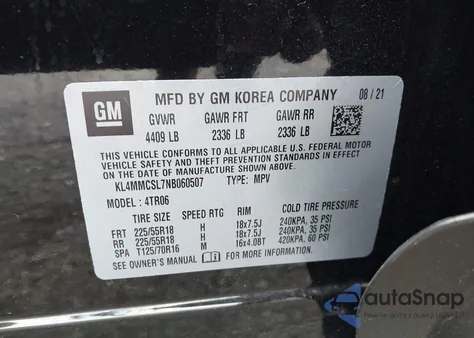 GM
MFD BY GM KOREA COMPANY 08 / 21
GVWR GAWR FRT GAWR RR
4409 LB 2336 LB 2336 LB
THIS VEHICLE CONFORMS TO ALL APPLICABLE U.S. FEDERAL MOTOR
VEHICLE SAFETY AND THEFT PREVENTION STANDARDS IN EFFECT
ON THE DATE OF MANUFACTURE SHOWN ABOVE.
KL4MMCSL7NB060507 TYPE: MPV
MODEL : 4TR06
TIRE SIZE SPEED RTG RIM COLD TIRE PRESSURE
FRT 225/55R18 H 18x7.5J 240KPA, 35 PSI
RR 225/55R18 H 18x7.5J 240KPA, 35 PSI
SPA T125/70R16 M 16x4.0BT 420KPA, 60 PSI
SEE OWNER'S MANUAL FOR MORE INFORMATION
autoSnap